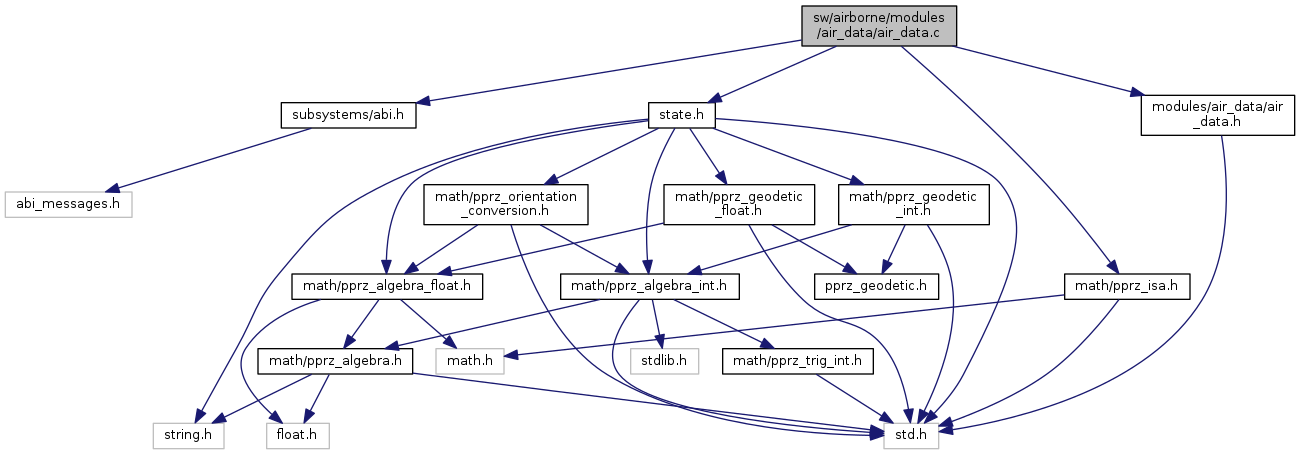 sw/airborne/modules
/air_data/air_data.c
subsystems/abi.h
state.h
modules/air_data/air
_data.h
abi_messages.h
math/pprz_orientation
_conversion.h
math/pprz_geodetic
_float.h
math/pprz_geodetic
_int.h
math/pprz_algebra_float.h
math/pprz_algebra_int.h
pprz_geodetic.h
math/pprz_isa.h
math/pprz_algebra.h
math.h
stdlib.h
math/pprz_trig_int.h
string.h
float.h
std.h